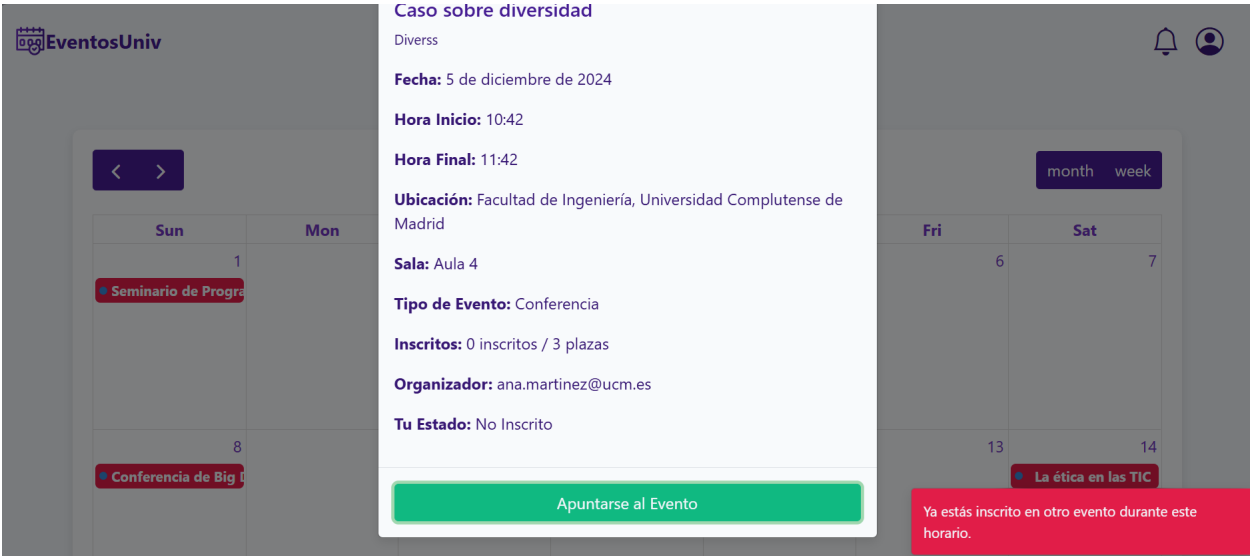 EventosUniv
Caso sobre diversidad
Diverss
Fecha: 5 de diciembre de 2024
Hora Inicio: 10:42
Hora Final: 11:42
Ubicación: Facultad de Ingeniería, Universidad Complutense de
Madrid
Sala: Aula 4
Tipo de Evento: Conferencia
Inscritos: 0 inscritos / 3 plazas
Organizador: ana.martinez@ucm.es
Tu Estado: No Inscrito
Apuntarse al Evento
month week
Sun Mon Fri Sat
1 6 7
Seminario de Progra
8 13 14
Conferencia de Big D
La ética en las TIC
Ya estás inscrito en otro evento durante este
horario.